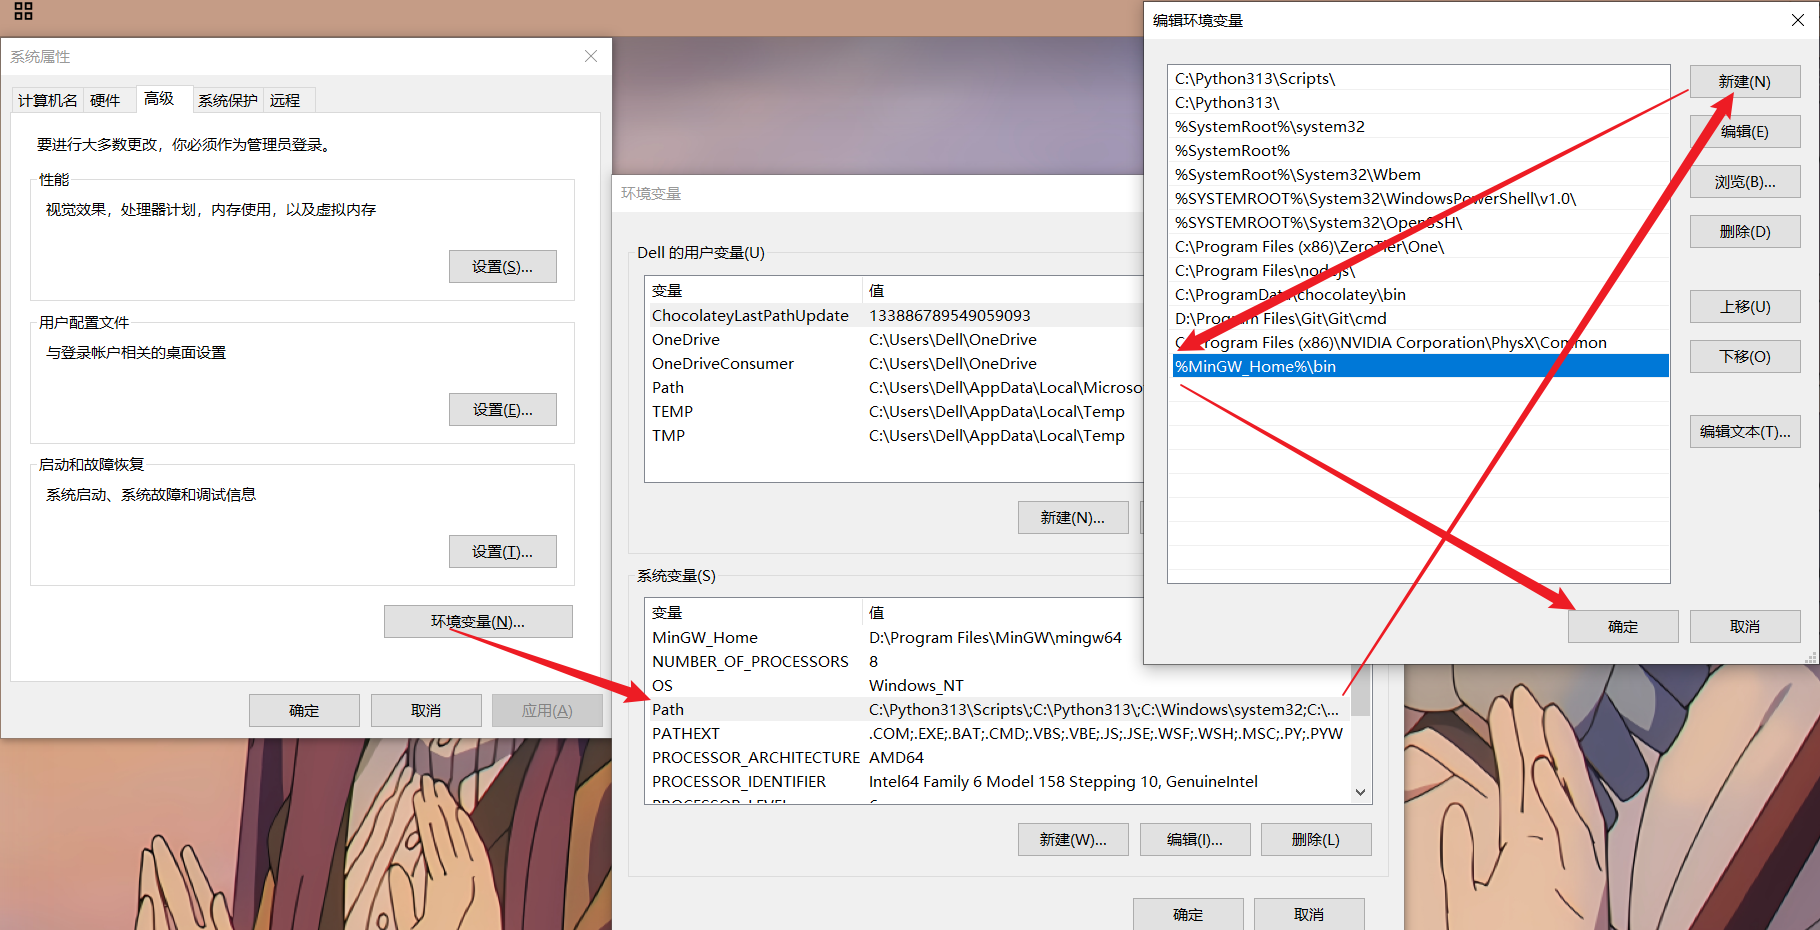 系统属性
计算机名
硬件
高级
系统保护
远程
要进行大多数更改，你必须作为管理员登录。
性能
视觉效果，处理器计划，内存使用，以及虚拟内存
设置(S)...
用户配置文件
与登录帐户相关的桌面设置
设置(E)...
启动和故障恢复
系统启动、系统故障和调试信息
设置(T)...
环境变量(N)...
确定
取消
应用(A)
环境变量
Dell 的用户变量(U)
变量 值
ChocolateyLastPathUpdate 133886789549059093
OneDrive C:\Users\Dell\OneDrive
OneDriveConsumer C:\Users\Dell\OneDrive
Path C:\Users\Dell\AppData\Local\Microso
TEMP C:\Users\Dell\AppData\Local\Temp
TMP C:\Users\Dell\AppData\Local\Temp
新建(N)...
系统变量(S)
变量 值
MinGW_Home D:\Program Files\MinGW\mingw64
NUMBER_OF_PROCESSORS 8
OS Windows_NT
Path C:\Python313\Scripts\;C:\Python313\;C:\Windows\system32;C:\...
PATHEXT .COM;.EXE;.BAT;.CMD;.VBS;.VBE;.JS;.JSE;.WSF;.WSH;.MSC;.PY;.PYW
PROCESSOR_ARCHITECTURE AMD64
PROCESSOR_IDENTIFIER Intel64 Family 6 Model 158 Stepping 10, GenuineIntel
新建(W)...
编辑(I)...
删除(L)
确定
取消
编辑环境变量
C:\Python313\Scripts\
C:\Python313\
%SystemRoot%\system32
%SystemRoot%
%SystemRoot%\System32\Wbem
%SYSTEMROOT%\System32\WindowsPowerShell\v1.0\
%SYSTEMROOT%\System32\OpenSSH\
C:\Program Files (x86)\ZeroTier\One\
C:\Program Files\nodejs\
C:\ProgramData\chocolatey\bin
D:\Program Files\Git\Git\cmd
C:\Program Files (x86)\NVIDIA Corporation\PhysX\Common
%MinGW_Home%\bin
新建(N)
编辑(E)
浏览(B)...
删除(D)
上移(U)
下移(O)
编辑文本(T)...
确定
取消